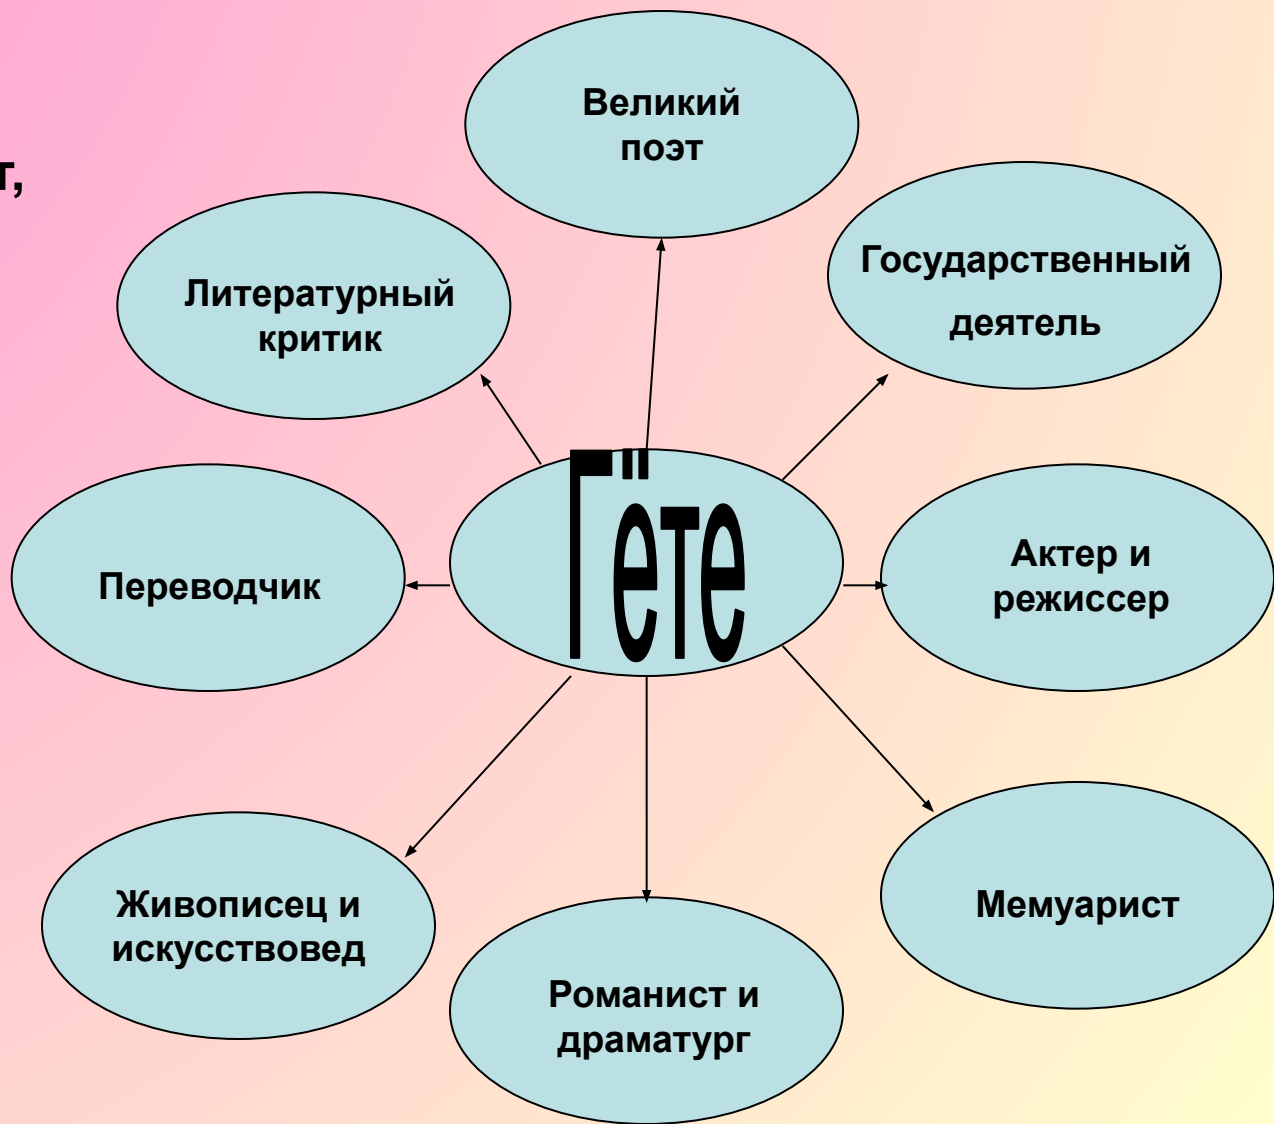 Великий
поэт
т,
Государственный
деятель
Литературный
критик
Гёте
Актер и
режиссер
Переводчик
Живописец и
искусствовед
Мемуарист
Романист и
драматург